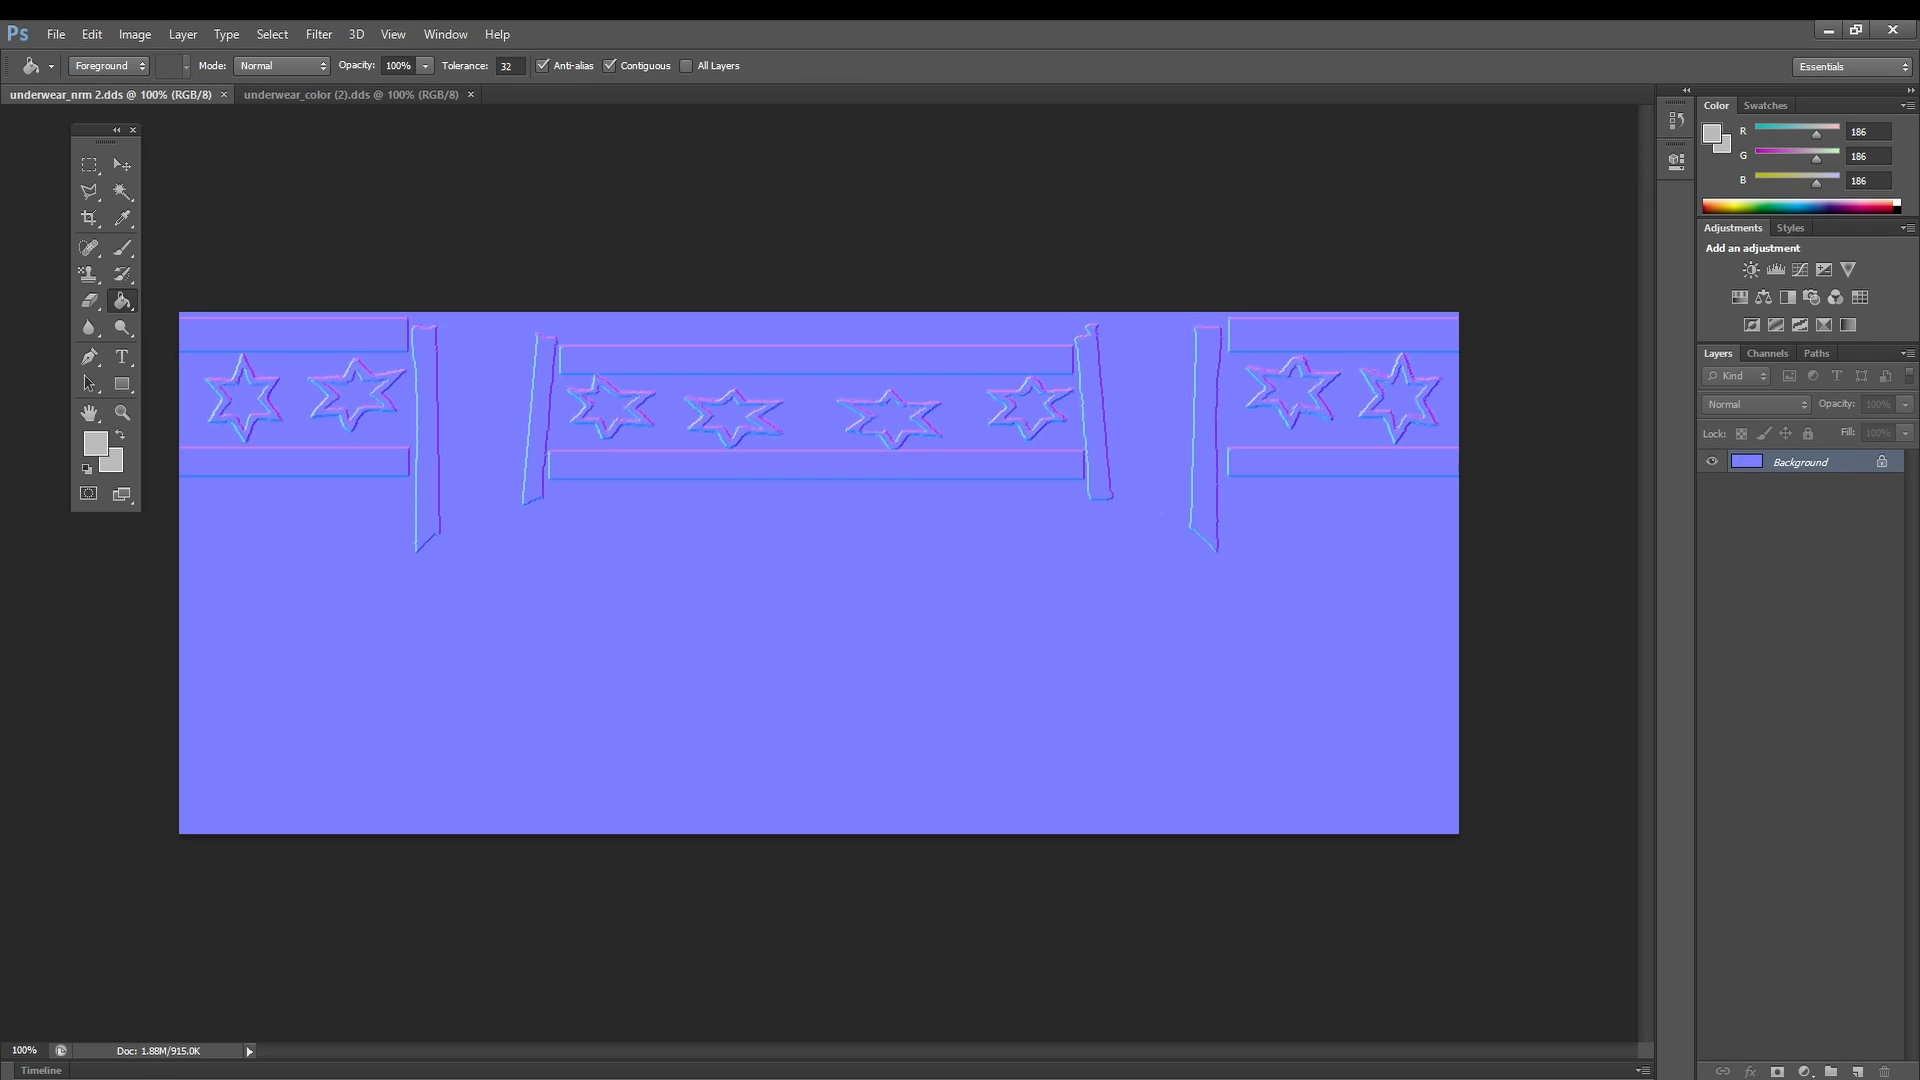 Ps File Edit Image Layer Type Select Filter 3D View Window Help
Foreground Mode: Normal Opacity: 100% Tolerance: 32 Anti-alias Contiguous All Layers Essentials
underwear_nrm 2.dds @ 100% (RGB/8) × underwear_color (2).dds @ 100% (RGB/8) ×
Color Swatches
R 186
G 186
B 186
Adjustments Styles
Add an adjustment
Layers Channels Paths
Kind
Normal Opacity: 100%
Lock: Fill: 100%
Background
T
100% Doc: 1.88M/915.0K
Timeline